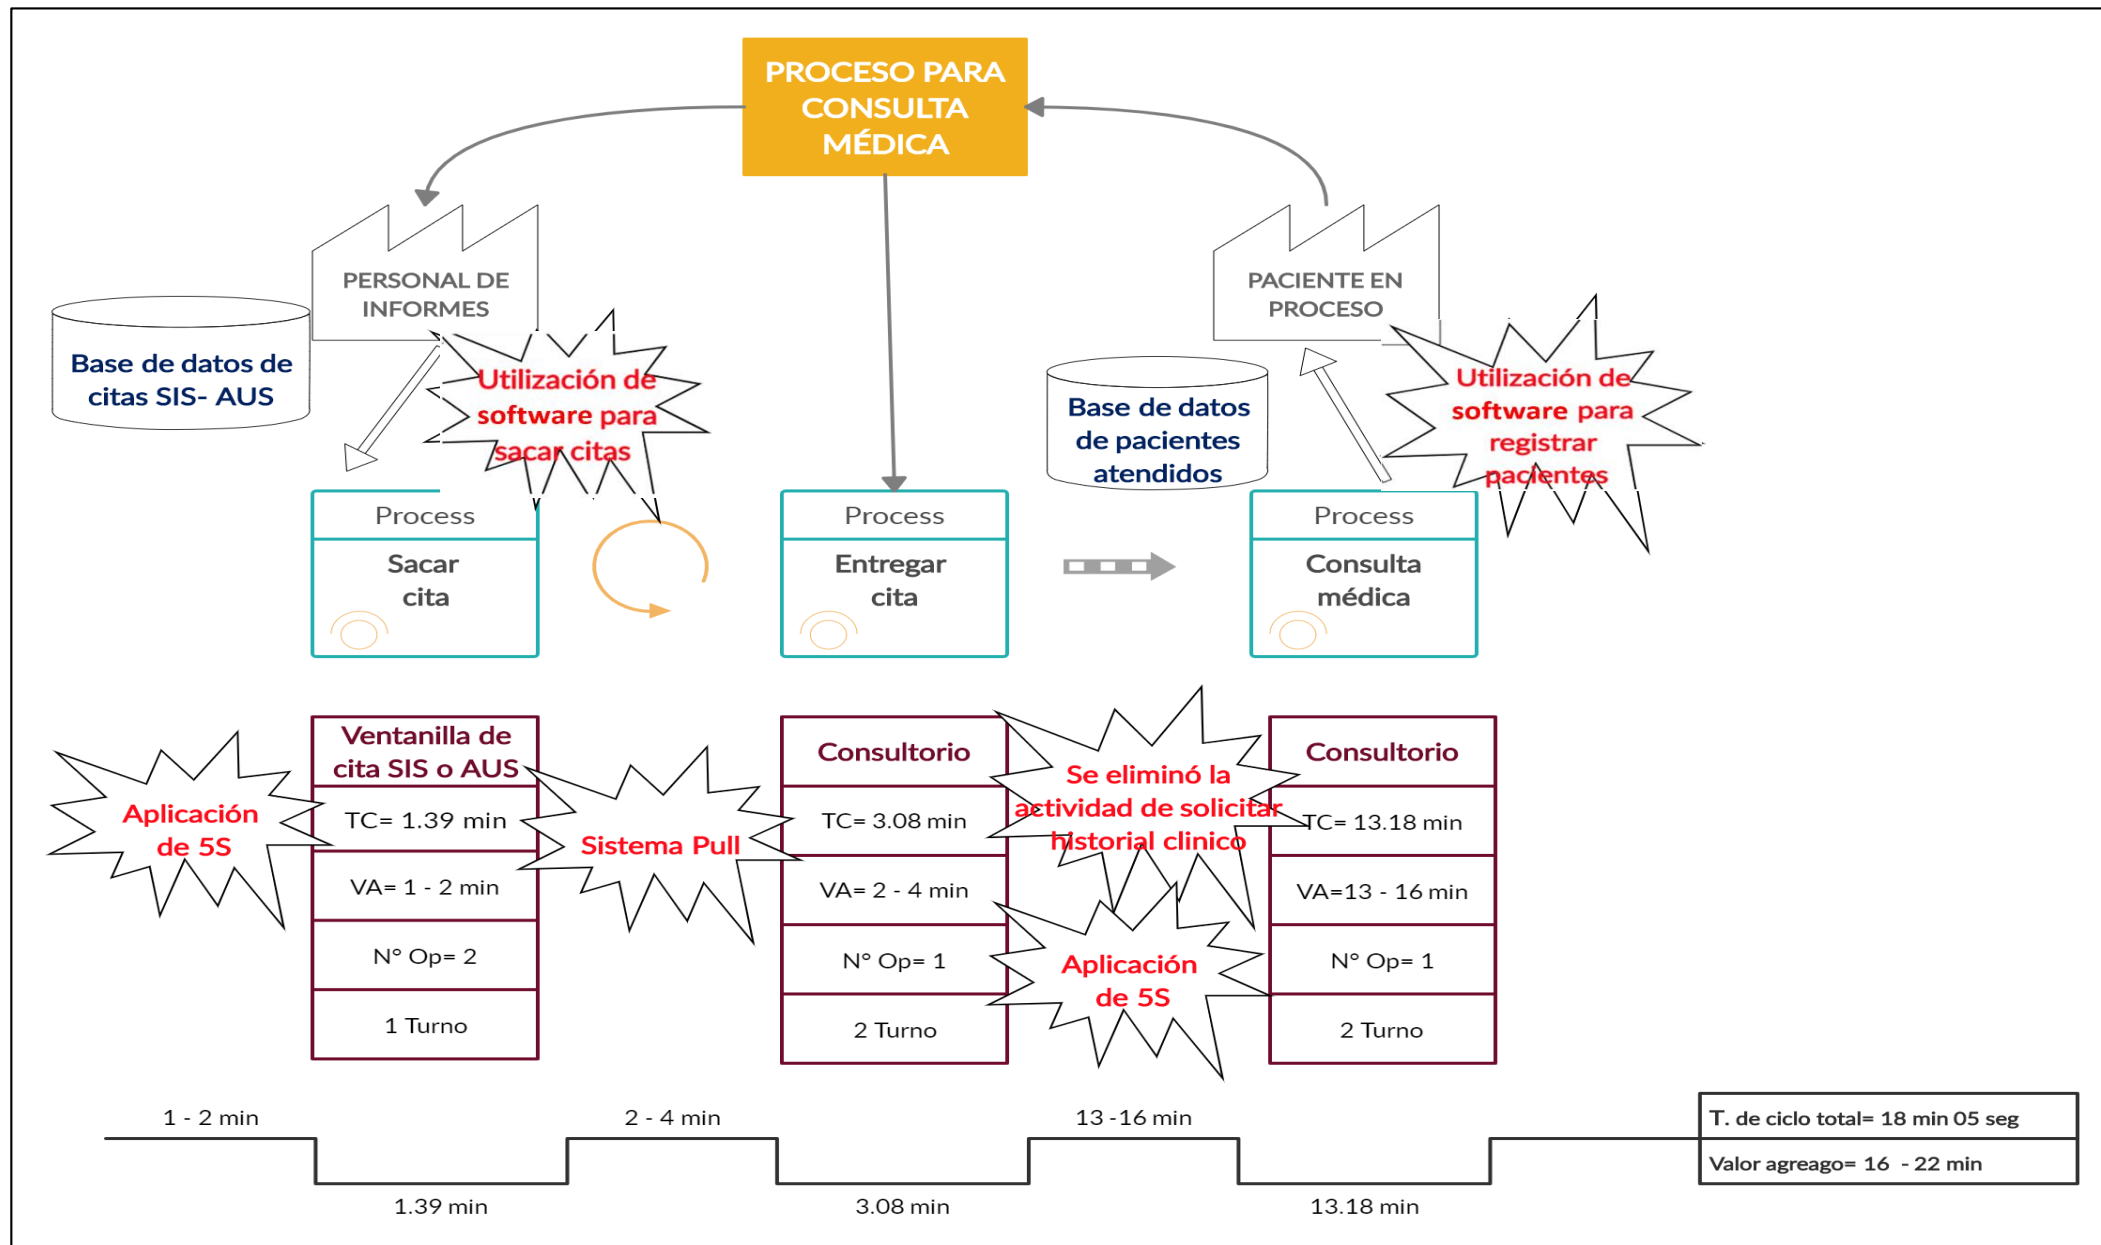 PROCESO PARA
CONSULTA
MÉDICA
PERSONAL DE
INFORMES
PACIENTE EN
PROCESO
Base de datos de
citas SIS- AUS
Utilización de
software para
sacar citas
Base de datos
de pacientes
atendidos
Utilización de
software para
registrar
pacientes
Process
Sacar
cita
Process
Entregar
cita
Process
Consulta
médica
Aplicación
de 5S
Ventanilla de
cita SIS o AUS
TC= 1.39 min
VA= 1 - 2 min
N° Op= 2
1 Turno
Sistema Pull
Consultorio
TC= 3.08 min
VA= 2 - 4 min
N° Op= 1
2 Turno
Se eliminó la
actividad de solicitar
historial clinico
Aplicación
de 5S
Consultorio
TC= 13.18 min
VA=13 - 16 min
N° Op= 1
2 Turno
1 - 2 min
2 - 4 min
13 -16 min
1.39 min
3.08 min
13.18 min
T. de ciclo total= 18 min 05 seg
Valor agreago= 16 - 22 min